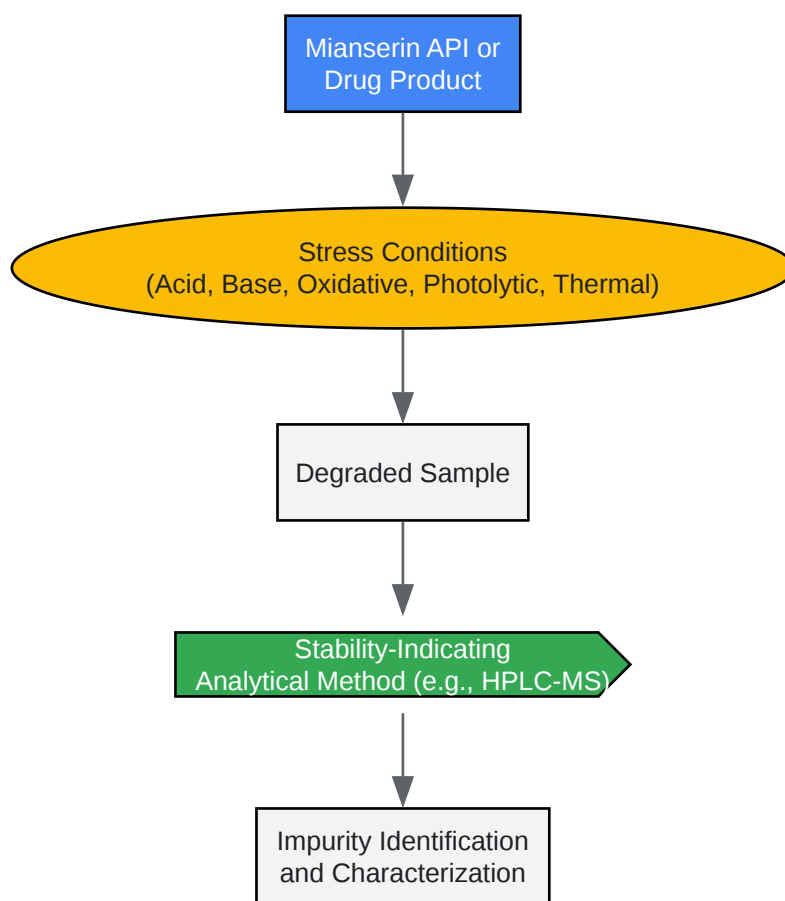 Mianserin API or
Drug Product
Stress Conditions
(Acid, Base, Oxidative, Photolytic, Thermal)
Degraded Sample
Stability-Indicating
Analytical Method (e.g., HPLC-MS)
Impurity Identification
and Characterization